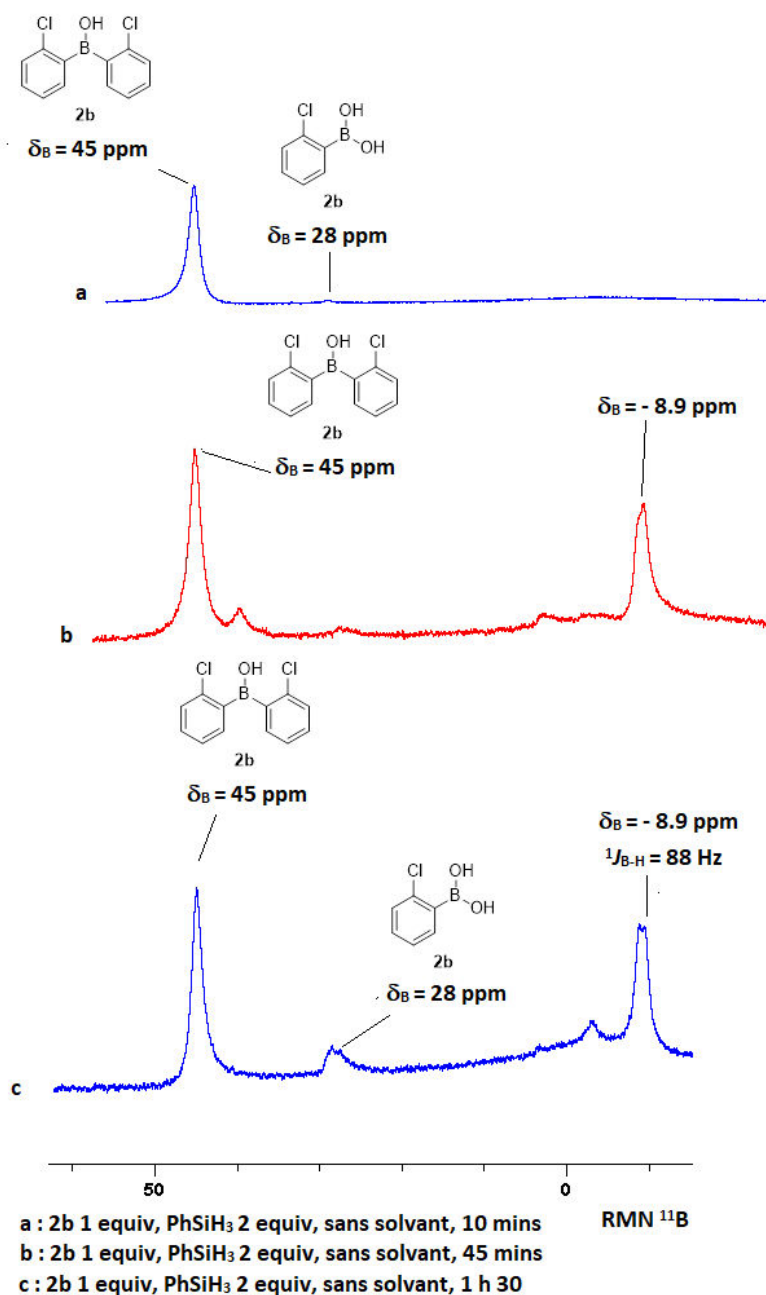 Cl OH Cl
B
2b
δB = 45 ppm
Cl OH
B
OH
2b
δB = 28 ppm
a
Cl OH Cl
B
2b
δB = 45 ppm
δB = - 8.9 ppm
b
Cl OH Cl
B
2b
δB = 45 ppm
δB = - 8.9 ppm
1JB-H = 88 Hz
Cl OH
B
OH
2b
δB = 28 ppm
c
50 0
a : 2b 1 equiv, PhSiH3 2 equiv, sans solvant, 10 mins RMN 11B
b : 2b 1 equiv, PhSiH3 2 equiv, sans solvant, 45 mins
c : 2b 1 equiv, PhSiH3 2 equiv, sans solvant, 1 h 30